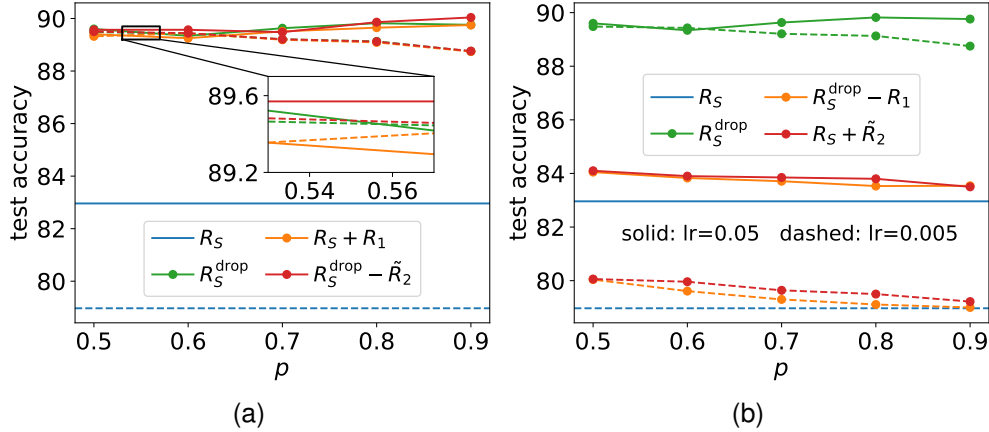 90
88
86
84
82
80
test accuracy
89.6
89.2
0.54 0.56
R_S R_S + R_1
R_S^drop R_S^drop − R̃_2
0.5 0.6 0.7 0.8 0.9
p
(a)
90
88
86
84
82
80
test accuracy
R_S R_S^drop − R_1
R_S^drop R_S + R̃_2
solid: lr=0.05 dashed: lr=0.005
0.5 0.6 0.7 0.8 0.9
p
(b)